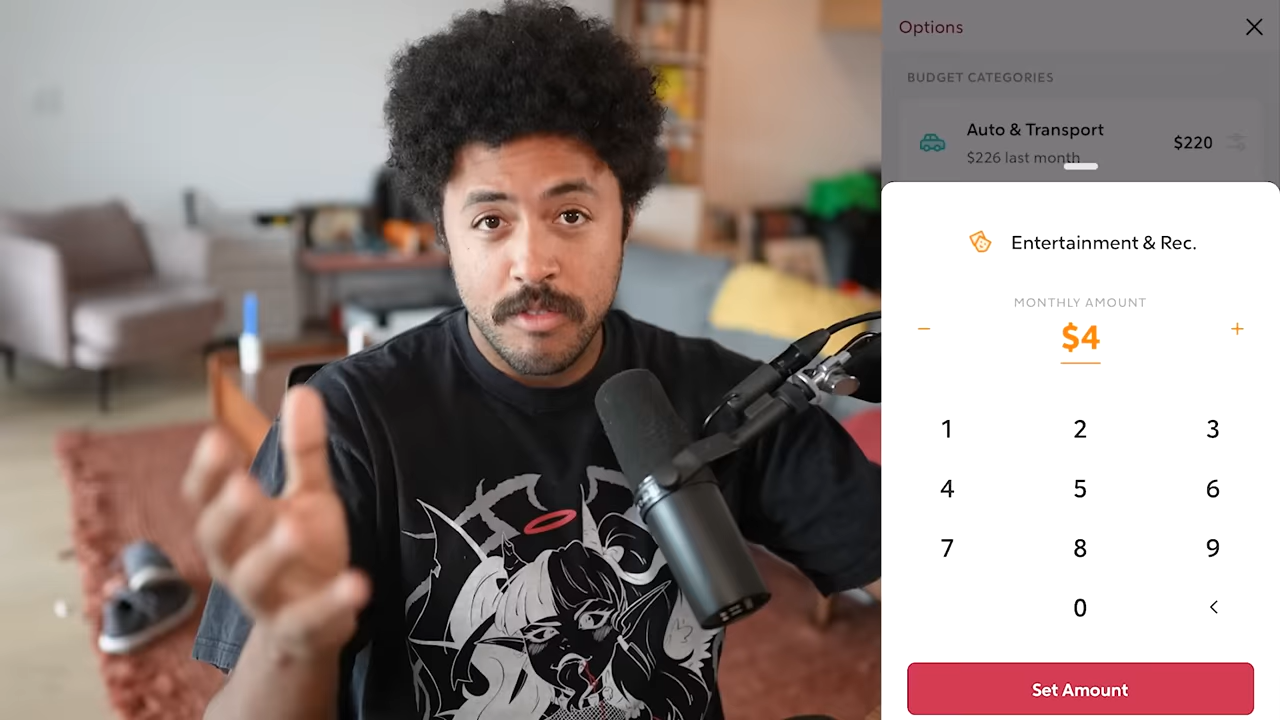 Options
BUDGET CATEGORIES
Auto & Transport
$220
$226 last month
Entertainment & Rec.
MONTHLY AMOUNT
− $4 +
1 2 3
4 5 6
7 8 9
0 <
Set Amount